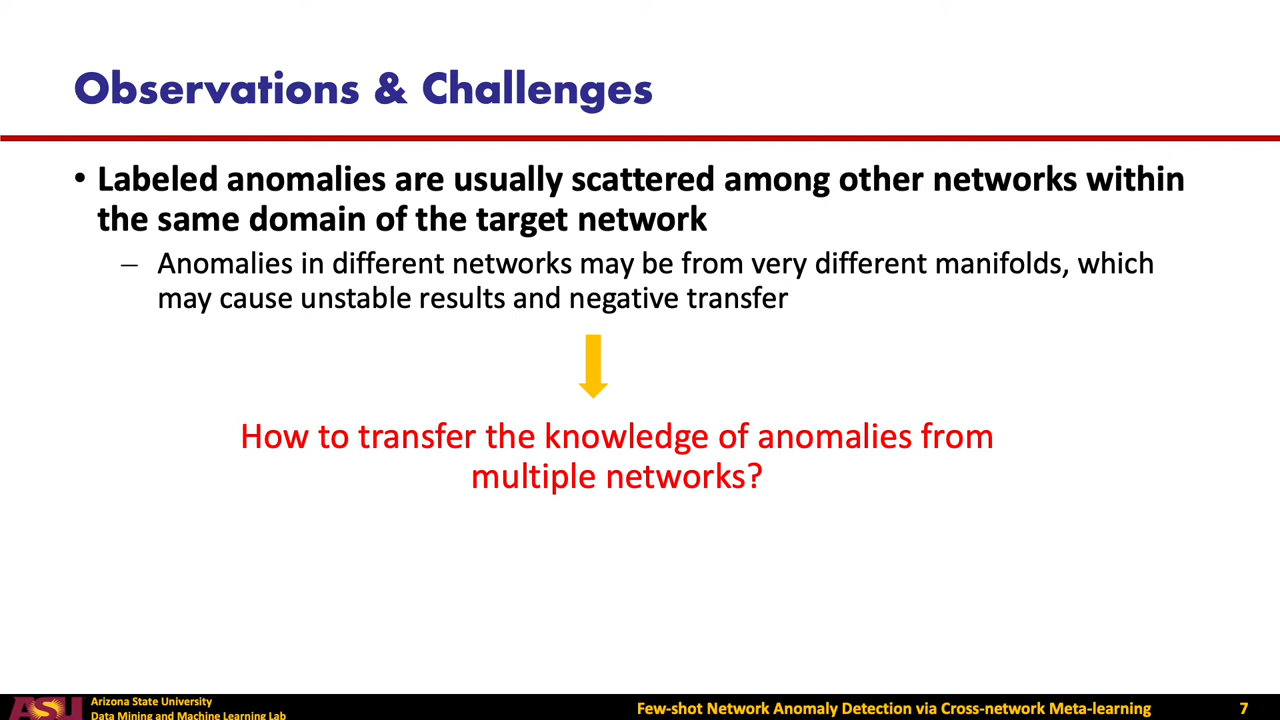 Observations & Challenges
• Labeled anomalies are usually scattered among other networks within
the same domain of the target network
– Anomalies in different networks may be from very different manifolds, which
may cause unstable results and negative transfer
How to transfer the knowledge of anomalies from
multiple networks?
ASU
Arizona State University
Data Mining and Machine Learning Lab
Few-shot Network Anomaly Detection via Cross-network Meta-learning
7